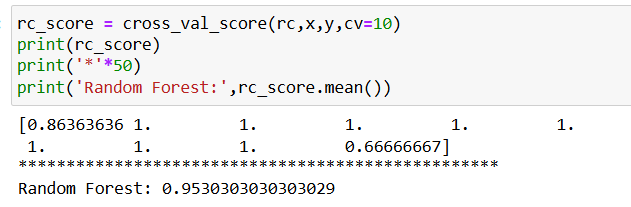 rc_score = cross_val_score(rc,x,y,cv=10)
print(rc_score)
print('*'*50)
print('Random Forest:',rc_score.mean())
[0.86363636 1.         1.         1.         1.         1.
 1.         1.         1.         0.66666667]
**************************************************
Random Forest: 0.9530303030303029